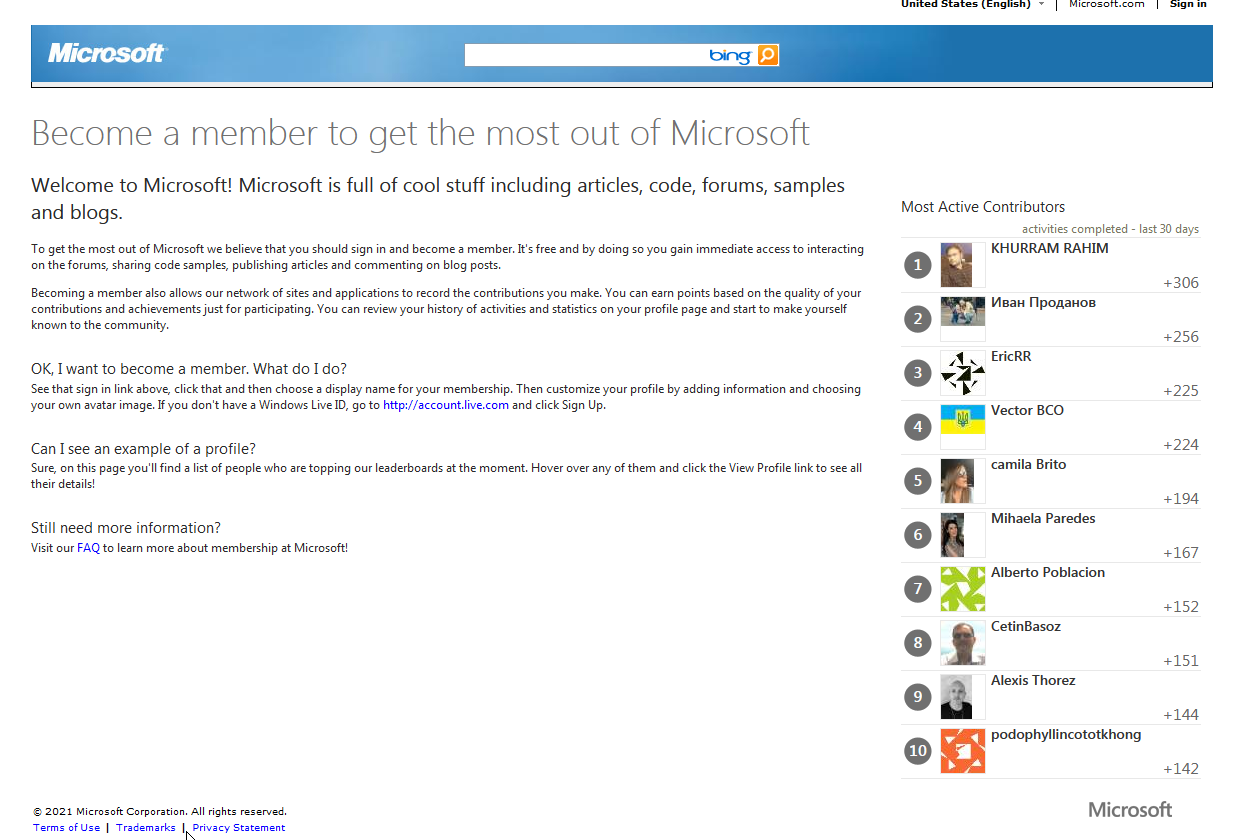 United States (English) | Microsoft.com | Sign in
Microsoft
bing
Become a member to get the most out of Microsoft
Welcome to Microsoft! Microsoft is full of cool stuff including articles, code, forums, samples
and blogs.
To get the most out of Microsoft we believe that you should sign in and become a member. It's free and by doing so you gain immediate access to interacting
on the forums, sharing code samples, publishing articles and commenting on blog posts.
Becoming a member also allows our network of sites and applications to record the contributions you make. You can earn points based on the quality of your
contributions and achievements just for participating. You can review your history of activities and statistics on your profile page and start to make yourself
known to the community.
OK, I want to become a member. What do I do?
See that sign in link above, click that and then choose a display name for your membership. Then customize your profile by adding information and choosing
your own avatar image. If you don't have a Windows Live ID, go to http://account.live.com and click Sign Up.
Can I see an example of a profile?
Sure, on this page you'll find a list of people who are topping our leaderboards at the moment. Hover over any of them and click the View Profile link to see all
their details!
Still need more information?
Visit our FAQ to learn more about membership at Microsoft!
Most Active Contributors
activities completed - last 30 days
1 KHURRAM RAHIM
+306
2 Иван Проданов
+256
3 EricRR
+225
4 Vector BCO
+224
5 camila Brito
+194
6 Mihaela Paredes
+167
7 Alberto Poblacion
+152
8 CetinBasoz
+151
9 Alexis Thorez
+144
10 podophyllincototkhong
+142
© 2021 Microsoft Corporation. All rights reserved.
Terms of Use | Trademarks | Privacy Statement
Microsoft